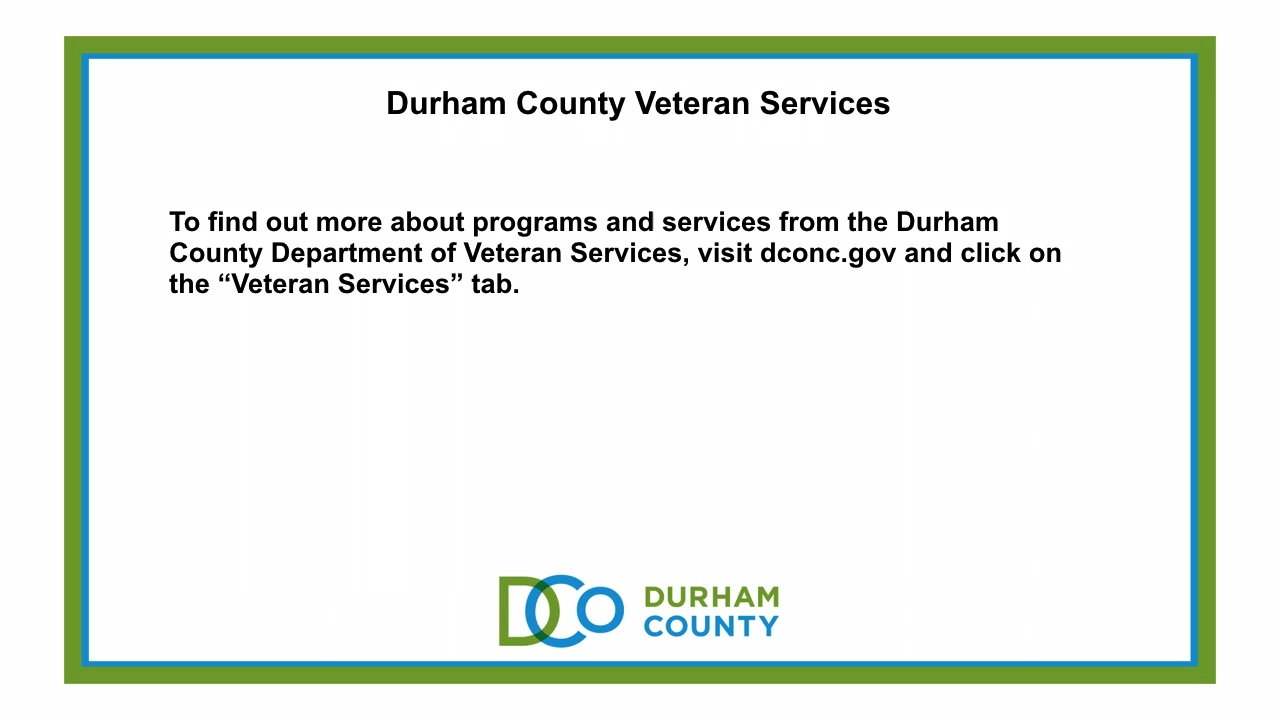 Durham County Veteran Services
To find out more about programs and services from the Durham
County Department of Veteran Services, visit dconc.gov and click on
the “Veteran Services” tab.
DCO DURHAM
COUNTY